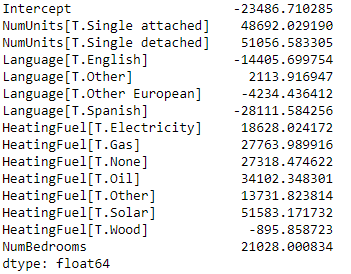 Intercept -23486.710285
NumUnits[T.Single attached] 48692.029190
NumUnits[T.Single detached] 51056.583305
Language[T.English] -14405.699754
Language[T.Other] 2113.916947
Language[T.Other European] -4234.436412
Language[T.Spanish] -28111.584256
HeatingFuel[T.Electricity] 18628.024172
HeatingFuel[T.Gas] 27763.989916
HeatingFuel[T.None] 27318.474622
HeatingFuel[T.Oil] 34102.348301
HeatingFuel[T.Other] 13731.823814
HeatingFuel[T.Solar] 51583.171732
HeatingFuel[T.Wood] -895.858723
NumBedrooms 21028.000834
dtype: float64